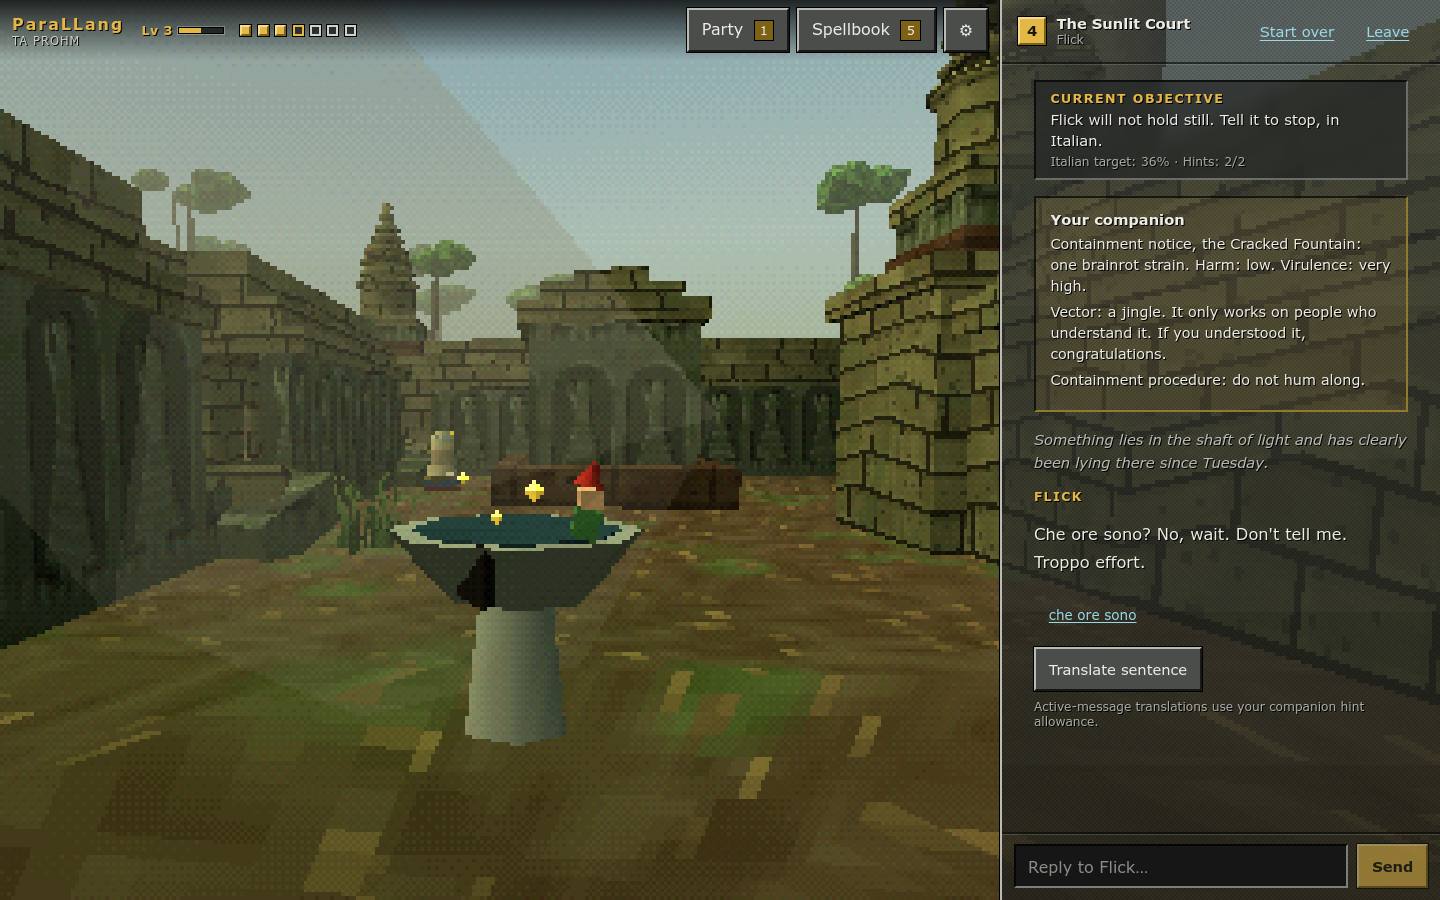 ParaLLang
TA PROHM
Lv 3
Party 1
Spellbook 5
⚙
4
The Sunlit Court
Flick
Start over
Leave
CURRENT OBJECTIVE
Flick will not hold still. Tell it to stop, in
Italian.
Italian target: 36% · Hints: 2/2
Your companion
Containment notice, the Cracked Fountain:
one brainrot strain. Harm: low. Virulence: very
high.
Vector: a jingle. It only works on people who
understand it. If you understood it,
congratulations.
Containment procedure: do not hum along.
Something lies in the shaft of light and has clearly
been lying there since Tuesday.
FLICK
Che ore sono? No, wait. Don't tell me.
Troppo effort.
che ore sono
Translate sentence
Active-message translations use your companion hint
allowance.
Reply to Flick...
Send